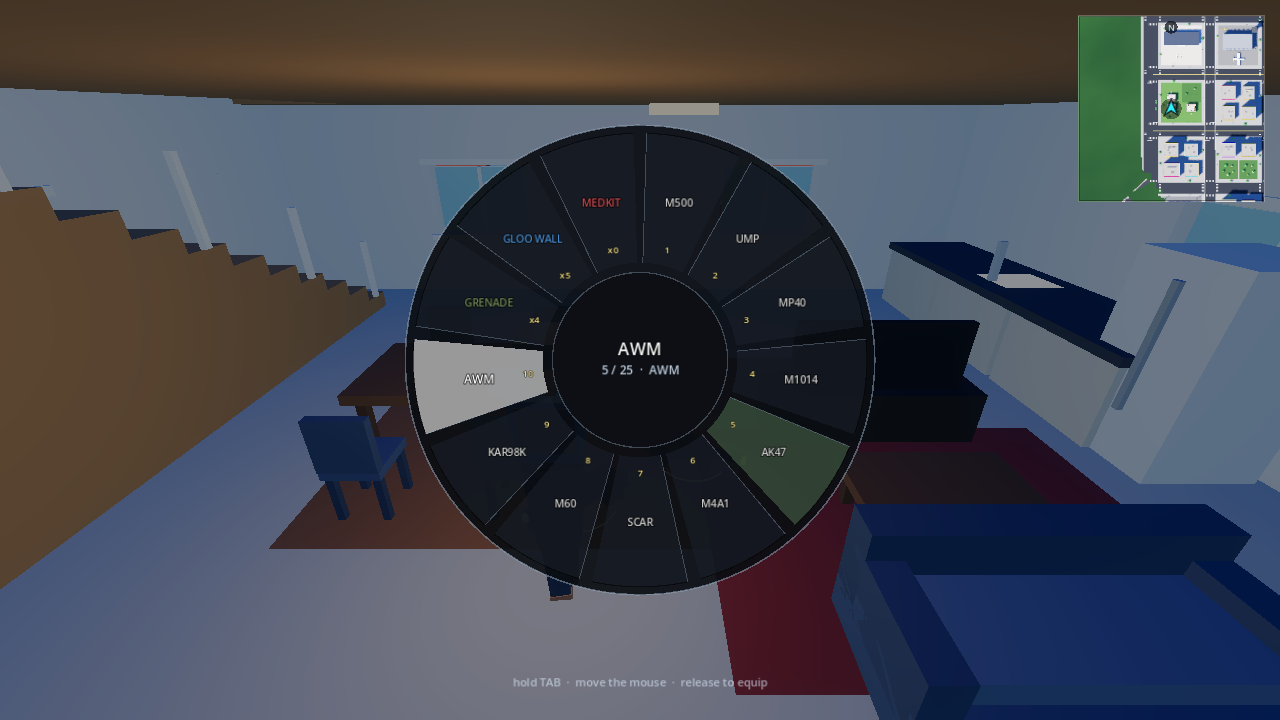 N
MEDKIT
x0
M500
1
GLOO WALL
x5
UMP
2
GRENADE
x4
MP40
3
AWM
5 / 25 · AWM
AWM
10
4
M1014
KAR98K
9
5
AK47
M60
8
7
SCAR
6
M4A1
hold TAB · move the mouse · release to equip